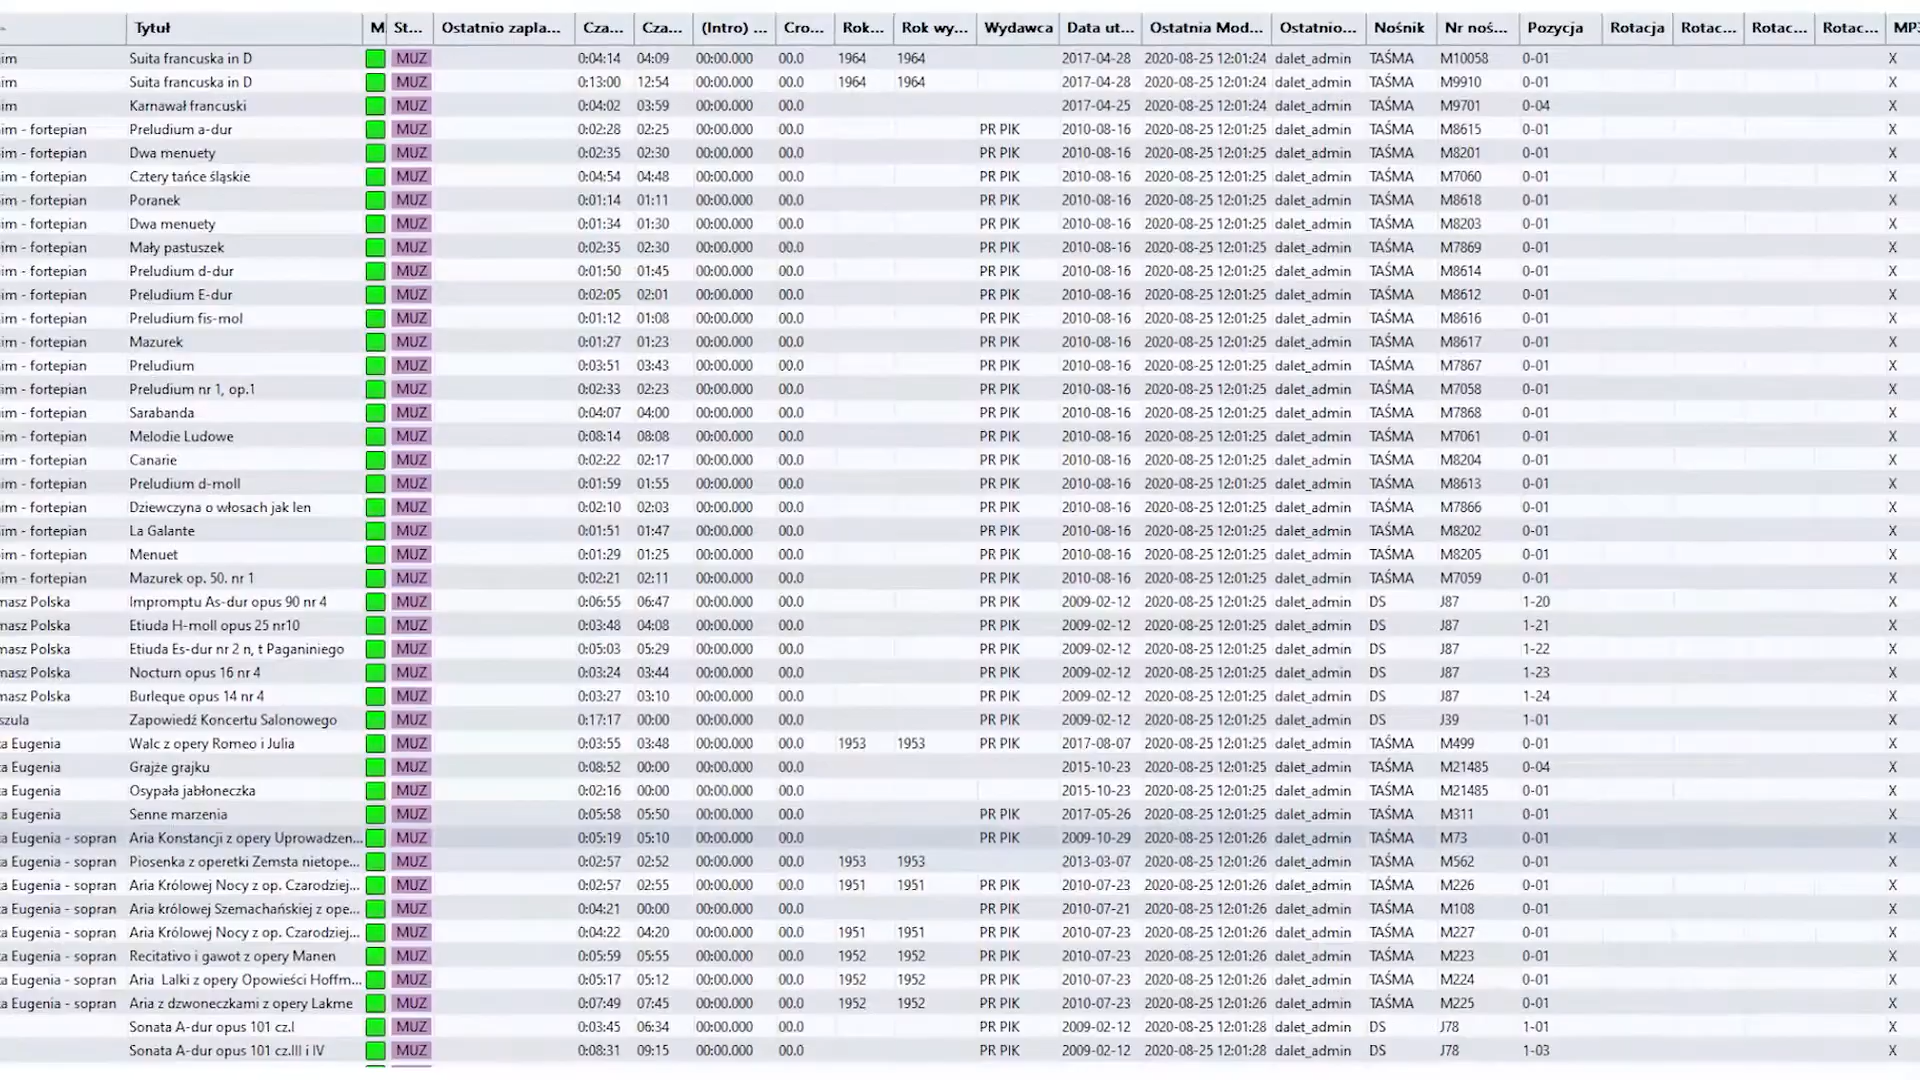 Tytuł M St... Ostatnio zapla... Cza... Cza... (Intro) ... Cro... Rok... Rok wy... Wydawca Data ut... Ostatnia Mod... Ostatnio... Nośnik Nr noś... Pozycja Rotacja Rotac... Rotac... Rotac... MP3
im Suita francuska in D MUZ 0:04:14 04:09 00:00.000 00.0 1964 1964 2017-04-28 2020-08-25 12:01:24 dalet_admin TAŚMA M10058 0-01 X
im Suita francuska in D MUZ 0:13:00 12:54 00:00.000 00.0 1964 1964 2017-04-28 2020-08-25 12:01:24 dalet_admin TAŚMA M9910 0-01 X
im Karnawał francuski MUZ 0:04:02 03:59 00:00.000 00.0 2017-04-25 2020-08-25 12:01:24 dalet_admin TAŚMA M9701 0-04 X
im - fortepian Preludium a-dur MUZ 0:02:28 02:25 00:00.000 00.0 PR PIK 2010-08-16 2020-08-25 12:01:25 dalet_admin TAŚMA M8615 0-01 X
im - fortepian Dwa menuety MUZ 0:02:35 02:30 00:00.000 00.0 PR PIK 2010-08-16 2020-08-25 12:01:25 dalet_admin TAŚMA M8201 0-01 X
im - fortepian Cztery tańce śląskie MUZ 0:04:54 04:48 00:00.000 00.0 PR PIK 2010-08-16 2020-08-25 12:01:25 dalet_admin TAŚMA M7060 0-01 X
im - fortepian Poranek MUZ 0:01:14 01:11 00:00.000 00.0 PR PIK 2010-08-16 2020-08-25 12:01:25 dalet_admin TAŚMA M8618 0-01 X
im - fortepian Dwa menuety MUZ 0:01:34 01:30 00:00.000 00.0 PR PIK 2010-08-16 2020-08-25 12:01:25 dalet_admin TAŚMA M8203 0-01 X
im - fortepian Mały pastuszek MUZ 0:02:35 02:30 00:00.000 00.0 PR PIK 2010-08-16 2020-08-25 12:01:25 dalet_admin TAŚMA M7869 0-01 X
im - fortepian Preludium d-dur MUZ 0:01:50 01:45 00:00.000 00.0 PR PIK 2010-08-16 2020-08-25 12:01:25 dalet_admin TAŚMA M8614 0-01 X
im - fortepian Preludium E-dur MUZ 0:02:05 02:01 00:00.000 00.0 PR PIK 2010-08-16 2020-08-25 12:01:25 dalet_admin TAŚMA M8612 0-01 X
im - fortepian Preludium fis-mol MUZ 0:01:12 01:08 00:00.000 00.0 PR PIK 2010-08-16 2020-08-25 12:01:25 dalet_admin TAŚMA M8616 0-01 X
im - fortepian Mazurek MUZ 0:01:27 01:23 00:00.000 00.0 PR PIK 2010-08-16 2020-08-25 12:01:25 dalet_admin TAŚMA M8617 0-01 X
im - fortepian Preludium MUZ 0:03:51 03:43 00:00.000 00.0 PR PIK 2010-08-16 2020-08-25 12:01:25 dalet_admin TAŚMA M7867 0-01 X
im - fortepian Preludium nr 1, op.1 MUZ 0:02:33 02:23 00:00.000 00.0 PR PIK 2010-08-16 2020-08-25 12:01:25 dalet_admin TAŚMA M7058 0-01 X
im - fortepian Sarabanda MUZ 0:04:07 04:00 00:00.000 00.0 PR PIK 2010-08-16 2020-08-25 12:01:25 dalet_admin TAŚMA M7868 0-01 X
im - fortepian Melodie Ludowe MUZ 0:08:14 08:08 00:00.000 00.0 PR PIK 2010-08-16 2020-08-25 12:01:25 dalet_admin TAŚMA M7061 0-01 X
im - fortepian Canarie MUZ 0:02:22 02:17 00:00.000 00.0 PR PIK 2010-08-16 2020-08-25 12:01:25 dalet_admin TAŚMA M8204 0-01 X
im - fortepian Preludium d-moll MUZ 0:01:59 01:55 00:00.000 00.0 PR PIK 2010-08-16 2020-08-25 12:01:25 dalet_admin TAŚMA M8613 0-01 X
im - fortepian Dziewczyna o włosach jak len MUZ 0:02:10 02:03 00:00.000 00.0 PR PIK 2010-08-16 2020-08-25 12:01:25 dalet_admin TAŚMA M7866 0-01 X
im - fortepian La Galante MUZ 0:01:51 01:47 00:00.000 00.0 PR PIK 2010-08-16 2020-08-25 12:01:25 dalet_admin TAŚMA M8202 0-01 X
im - fortepian Menuet MUZ 0:01:29 01:25 00:00.000 00.0 PR PIK 2010-08-16 2020-08-25 12:01:25 dalet_admin TAŚMA M8205 0-01 X
im - fortepian Mazurek op. 50. nr 1 MUZ 0:02:21 02:11 00:00.000 00.0 PR PIK 2010-08-16 2020-08-25 12:01:25 dalet_admin TAŚMA M7059 0-01 X
masz Polska Impromptu As-dur opus 90 nr 4 MUZ 0:06:55 06:47 00:00.000 00.0 PR PIK 2009-02-12 2020-08-25 12:01:25 dalet_admin DS J87 1-20 X
masz Polska Etiuda H-moll opus 25 nr10 MUZ 0:03:48 04:08 00:00.000 00.0 PR PIK 2009-02-12 2020-08-25 12:01:25 dalet_admin DS J87 1-21 X
masz Polska Etiuda Es-dur nr 2 n, t Paganiniego MUZ 0:05:03 05:29 00:00.000 00.0 PR PIK 2009-02-12 2020-08-25 12:01:25 dalet_admin DS J87 1-22 X
masz Polska Nocturn opus 16 nr 4 MUZ 0:03:24 03:44 00:00.000 00.0 PR PIK 2009-02-12 2020-08-25 12:01:25 dalet_admin DS J87 1-23 X
masz Polska Burleque opus 14 nr 4 MUZ 0:03:27 03:10 00:00.000 00.0 PR PIK 2009-02-12 2020-08-25 12:01:25 dalet_admin DS J87 1-24 X
szula Zapowiedź Koncertu Salonowego MUZ 0:17:17 00:00 00:00.000 00.0 PR PIK 2009-02-12 2020-08-25 12:01:25 dalet_admin DS J39 1-01 X
a Eugenia Walc z opery Romeo i Julia MUZ 0:03:55 03:48 00:00.000 00.0 1953 1953 PR PIK 2017-08-07 2020-08-25 12:01:25 dalet_admin TAŚMA M499 0-01 X
a Eugenia Grajże grajku MUZ 0:08:52 00:00 00:00.000 00.0 2015-10-23 2020-08-25 12:01:25 dalet_admin TAŚMA M21485 0-04 X
a Eugenia Osypała jabłoneczka MUZ 0:02:16 00:00 00:00.000 00.0 2015-10-23 2020-08-25 12:01:25 dalet_admin TAŚMA M21485 0-01 X
a Eugenia Senne marzenia MUZ 0:05:58 05:50 00:00.000 00.0 PR PIK 2017-05-26 2020-08-25 12:01:25 dalet_admin TAŚMA M311 0-01 X
a Eugenia - sopran Aria Konstancji z opery Uprowadzen... MUZ 0:05:19 05:10 00:00.000 00.0 PR PIK 2009-10-29 2020-08-25 12:01:26 dalet_admin TAŚMA M73 0-01 X
a Eugenia - sopran Piosenka z operetki Zemsta nietope... MUZ 0:02:57 02:52 00:00.000 00.0 1953 1953 2013-03-07 2020-08-25 12:01:26 dalet_admin TAŚMA M562 0-01 X
a Eugenia - sopran Aria Królowej Nocy z op. Czarodziej... MUZ 0:02:57 02:55 00:00.000 00.0 1951 1951 PR PIK 2010-07-23 2020-08-25 12:01:26 dalet_admin TAŚMA M226 0-01 X
a Eugenia - sopran Aria królowej Szemachańskiej z ope... MUZ 0:04:21 00:00 00:00.000 00.0 PR PIK 2010-07-21 2020-08-25 12:01:26 dalet_admin TAŚMA M108 0-01 X
a Eugenia - sopran Aria Królowej Nocy z op. Czarodziej... MUZ 0:04:22 04:20 00:00.000 00.0 1951 1951 PR PIK 2010-07-23 2020-08-25 12:01:26 dalet_admin TAŚMA M227 0-01 X
a Eugenia - sopran Recitativo i gawot z opery Manen MUZ 0:05:59 05:55 00:00.000 00.0 1952 1952 PR PIK 2010-07-23 2020-08-25 12:01:26 dalet_admin TAŚMA M223 0-01 X
a Eugenia - sopran Aria Lalki z opery Opowieści Hoffm... MUZ 0:05:17 05:12 00:00.000 00.0 1952 1952 PR PIK 2010-07-23 2020-08-25 12:01:26 dalet_admin TAŚMA M224 0-01 X
a Eugenia - sopran Aria z dzwoneczkami z opery Lakme MUZ 0:07:49 07:45 00:00.000 00.0 1952 1952 PR PIK 2010-07-23 2020-08-25 12:01:26 dalet_admin TAŚMA M225 0-01 X
Sonata A-dur opus 101 cz.I MUZ 0:03:45 06:34 00:00.000 00.0 PR PIK 2009-02-12 2020-08-25 12:01:28 dalet_admin DS J78 1-01 X
Sonata A-dur opus 101 cz.III i IV MUZ 0:08:31 09:15 00:00.000 00.0 PR PIK 2009-02-12 2020-08-25 12:01:28 dalet_admin DS J78 1-03 X